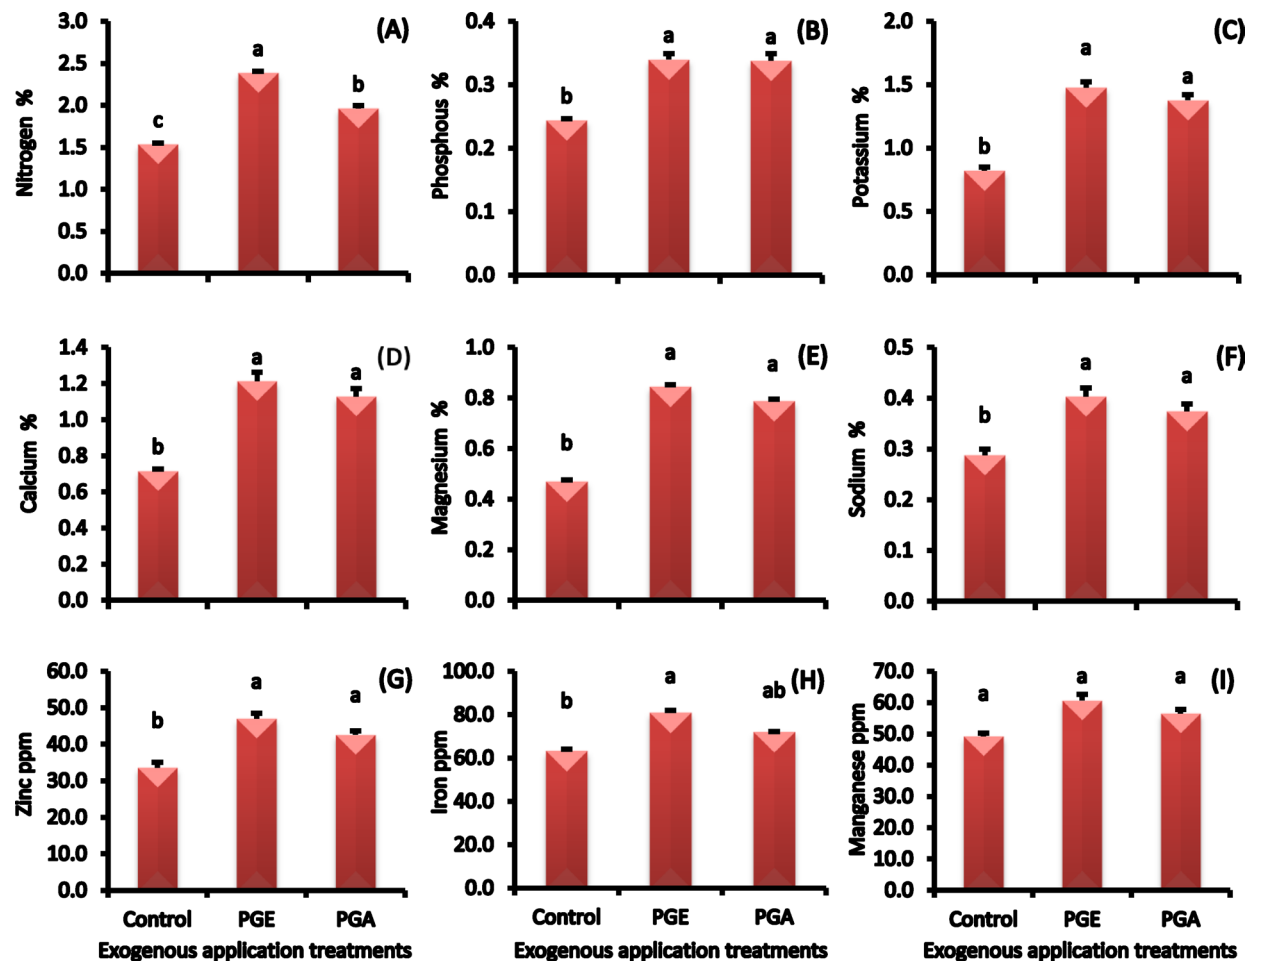 (A)
Nitrogen %
3.0
2.5
2.0
1.5
1.0
0.5
0.0
c
a
b
(B)
Phosphous %
0.4
0.3
0.2
0.1
0.0
b
a
a
(C)
Potassium %
2.0
1.5
1.0
0.5
0.0
b
a
a
(D)
Calcium %
1.4
1.2
1.0
0.8
0.6
0.4
0.2
0.0
b
a
a
(E)
Magnesium %
1.0
0.8
0.6
0.4
0.2
0.0
b
a
a
(F)
Sodium %
0.5
0.4
0.3
0.2
0.1
0.0
b
a
a
(G)
Zinc ppm
60.0
50.0
40.0
30.0
20.0
10.0
0.0
b
a
a
Control PGE PGA
Exogenous application treatments
(H)
Iron ppm
100.0
80.0
60.0
40.0
20.0
0.0
b
a
ab
Control PGE PGA
Exogenous application treatments
(I)
Manganese ppm
70.0
60.0
50.0
40.0
30.0
20.0
10.0
0.0
a
a
a
Control PGE PGA
Exogenous application treatments